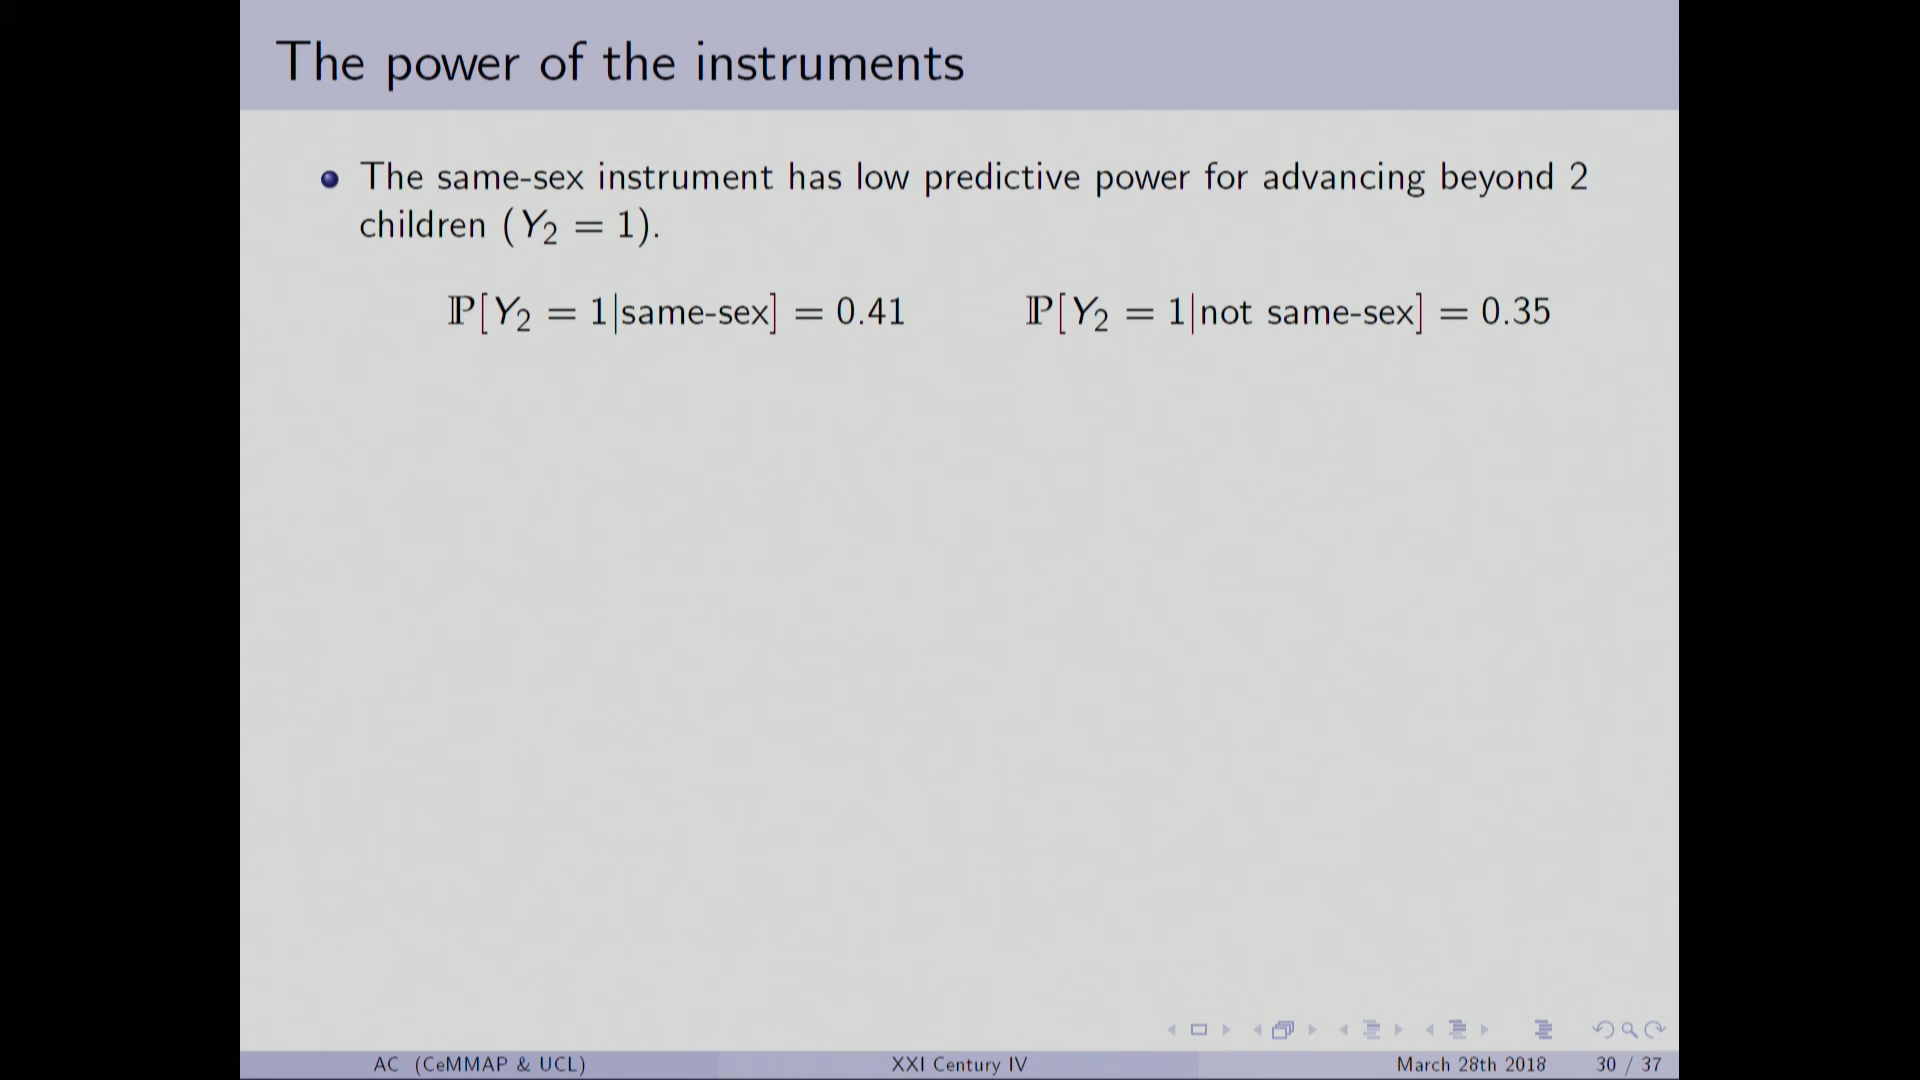 The power of the instruments
The same-sex instrument has low predictive power for advancing beyond 2
children (Y₂ = 1).
ℙ[Y₂ = 1|same-sex] = 0.41 ℙ[Y₂ = 1|not same-sex] = 0.35
AC (CeMMAP & UCL) XXI Century IV March 28th 2018 30 / 37